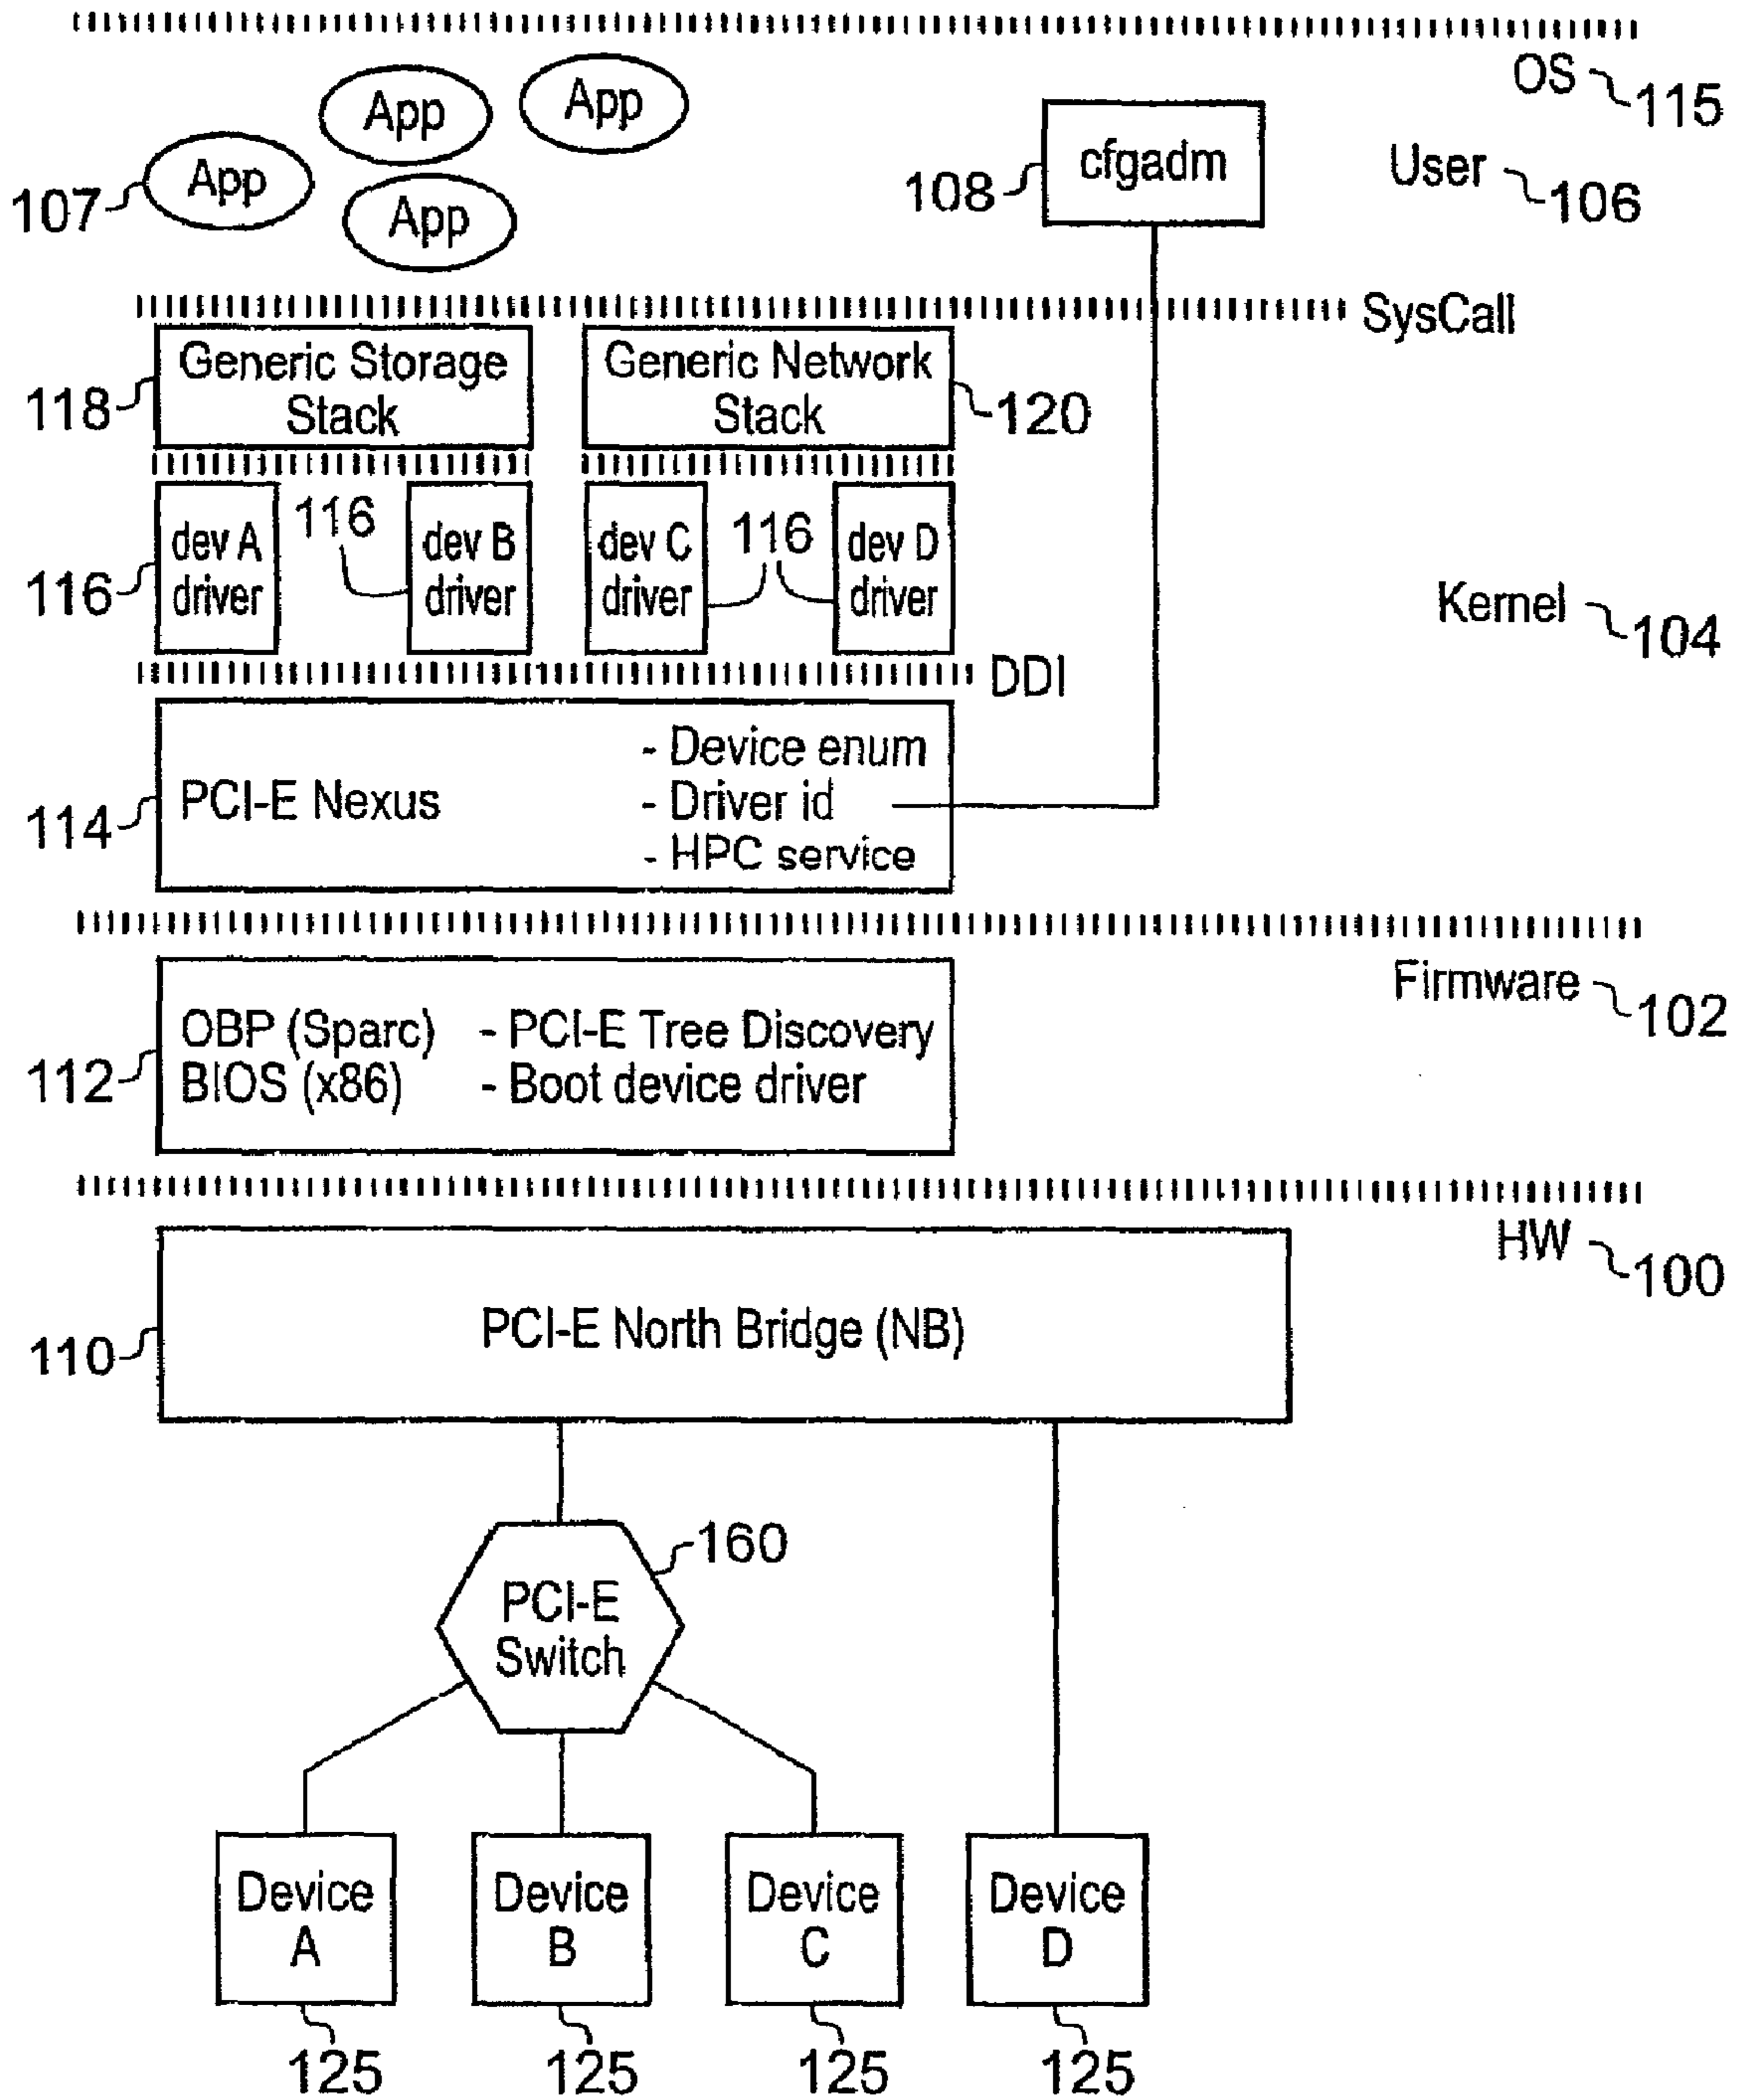 OS 115
App App
cfgadm
User 106
App
107
108
App
SysCall
Generic Storage
Stack
118
Generic Network
Stack
120
dev A
driver
116
116
dev B
driver
dev C
driver
116
dev D
driver
Kernel 104
DDI
PCI-E Nexus
- Device enum
- Driver id
- HPC service
114
Firmware 102
OBP (Sparc) - PCI-E Tree Discovery
BIOS (x86) - Boot device driver
112
HW 100
PCI-E North Bridge (NB)
110
160
PCI-E
Switch
Device
A
Device
B
Device
C
Device
D
125 125 125 125